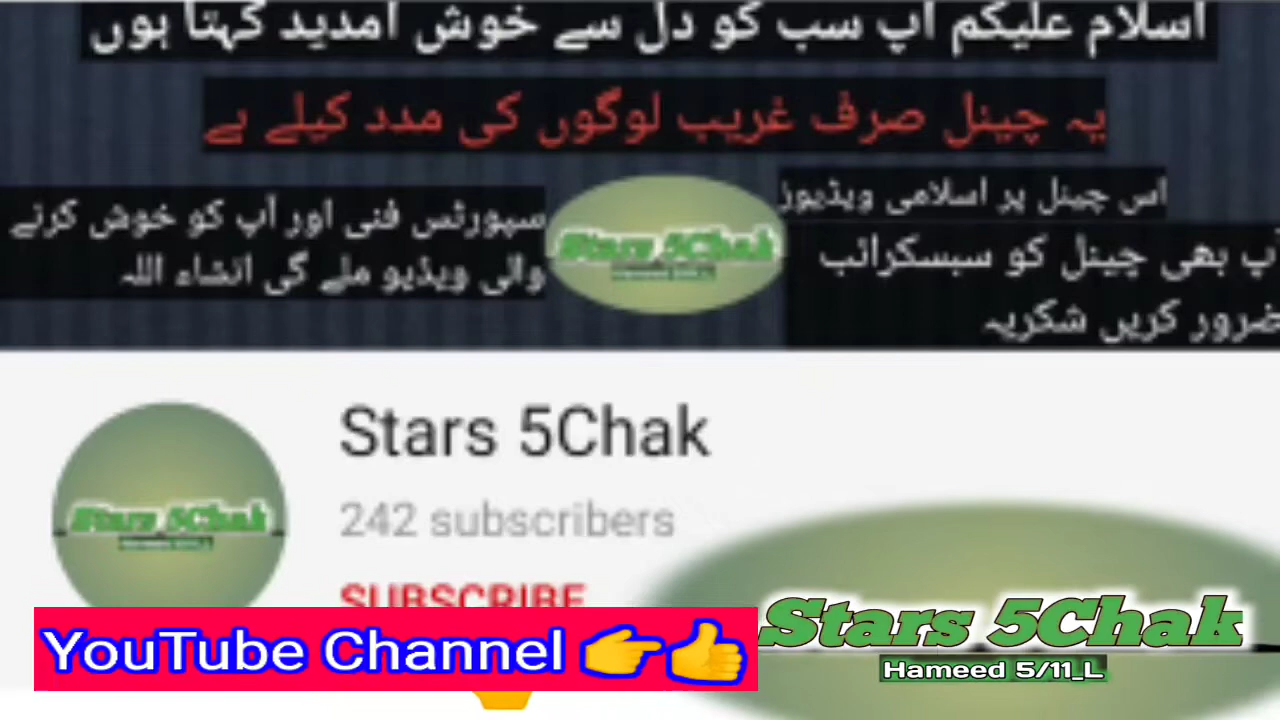 اسلام علیکم آپ سب کو دل سے خوش آمدید کہتا ہوں
یہ چینل صرف غریب لوگوں کی مدد کیلے ہے
اس چینل پر اسلامی ویڈیوز
سپورٹس فنی اور آپ کو خوش کرنے
والی ویڈیو ملے گی انشاء اللہ
آپ بھی چینل کو سبسکرائب
ضرور کریں شکریہ
Stars 5Chak
Stars 5Chak
242 subscribers
Stars 5Chak
SUBSCRIBE
YouTube Channel 👉👍
Stars 5Chak
Hameed 5/11_L